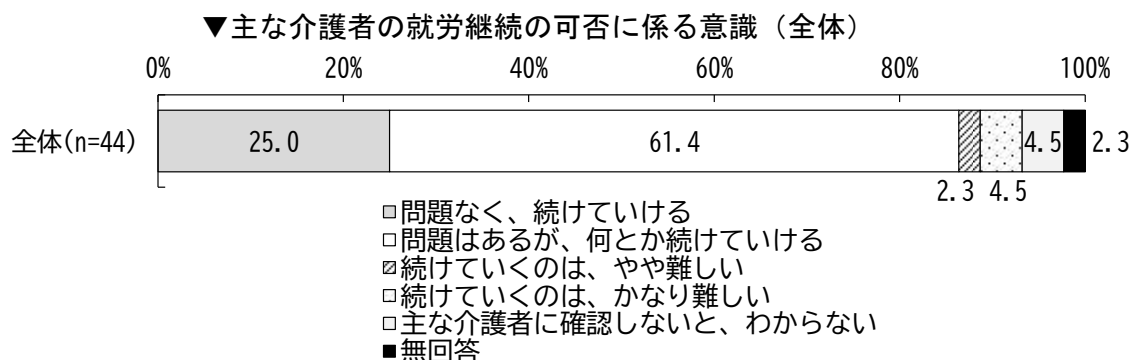 ▼主な介護者の就労継続の可否に係る意識（全体）
0% 20% 40% 60% 80% 100%
全体(n=44) 25.0 61.4 4.5 2.3
2.3 4.5
問題なく、続けていける
問題はあるが、何とか続けていける
続けていくのは、やや難しい
続けていくのは、かなり難しい
主な介護者に確認しないと、わからない
無回答